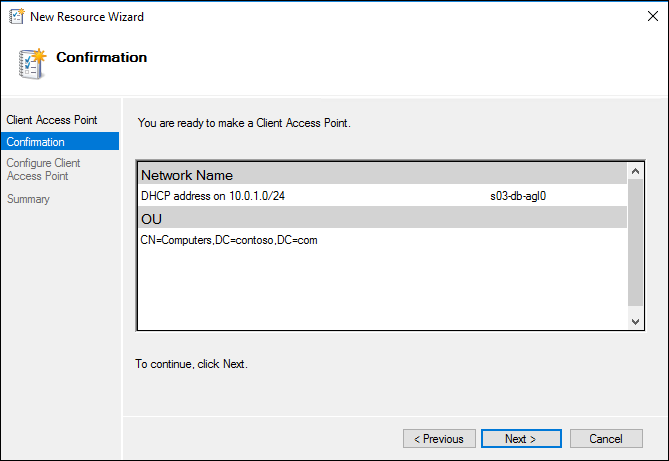 New Resource Wizard
Confirmation
Client Access Point
Confirmation
Configure Client
Access Point
Summary
You are ready to make a Client Access Point.
Network Name
DHCP address on 10.0.1.0/24 s03-db-agl0
OU
CN=Computers,DC=contoso,DC=com
To continue, click Next.
< Previous Next > Cancel